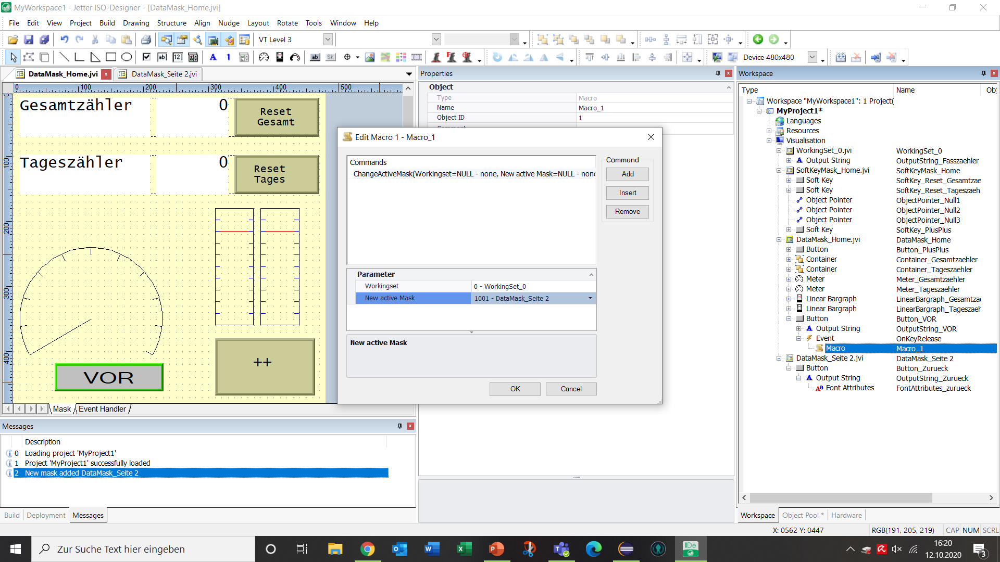 MyWorkspace1 - Jetter ISO-Designer - [DataMask_Home.jvi]
File Edit View Project Build Drawing Structure Align Nudge Layout Rotate Tools Window Help
VT Level 3
Device 480x480
DataMask_Home.jvi
DataMask_Seite 2.jvi
0 100 200 300 400 500
0
100
200
300
400
Gesamtzähler 0
Reset
Gesamt
Tageszähler 0
Reset
Tages
VOR
++
Mask
Event Handler
Properties
Object
Type Macro
Name Macro_1
Object ID 1
Edit Macro 1 - Macro_1
Commands
ChangeActiveMask(Workingset=NULL - none, New active Mask=NULL - none
Command
Add
Insert
Remove
Parameter
Workingset 0 - WorkingSet_0
New active Mask 1001 - DataMask_Seite 2
New active Mask
OK Cancel
Messages
Description
0 Loading project 'MyProject1'
1 Project 'MyProject1' successfully loaded
2 New mask added DataMask_Seite 2
Build Deployment Messages
Workspace
Type Name Obj
Workspace "MyWorkspace1": 1 Project(
MyProject1*
Languages
Resources
Visualisation
WorkingSet_0.jvi WorkingSet_0
Output String OutputString_Fasszaehler
SoftKeyMask_Home.jvi SoftKeyMask_Home
Soft Key SoftKey_Reset_Gesamtzae
Soft Key SoftKey_Reset_Tageszaeh
Object Pointer ObjectPointer_Null1
Object Pointer ObjectPointer_Null2
Object Pointer ObjectPointer_Null3
Soft Key SoftKey_PlusPlus
DataMask_Home.jvi DataMask_Home
Button Button_PlusPlus
Container Container_Gesamtzaehler
Container Container_Tageszaehler
Meter Meter_Gesamtzaehler
Meter Meter_Tageszaehler
Linear Bargraph LinearBargraph_Gesamtza
Linear Bargraph LinearBargraph_Tageszaeh
Button Button_VOR
Output String OutputString_VOR
Event OnKeyRelease
Macro Macro_1
DataMask_Seite 2.jvi DataMask_Seite 2
Button Button_Zurueck
Output String OutputString_Zurueck
Font Attributes FontAttributes_zurueck
Workspace Object Pool * Hardware
X: 0562 Y: 0447 RGB(191, 205, 219) CAP NUM SCRL
Zur Suche Text hier eingeben
16:20
12.10.2020
3